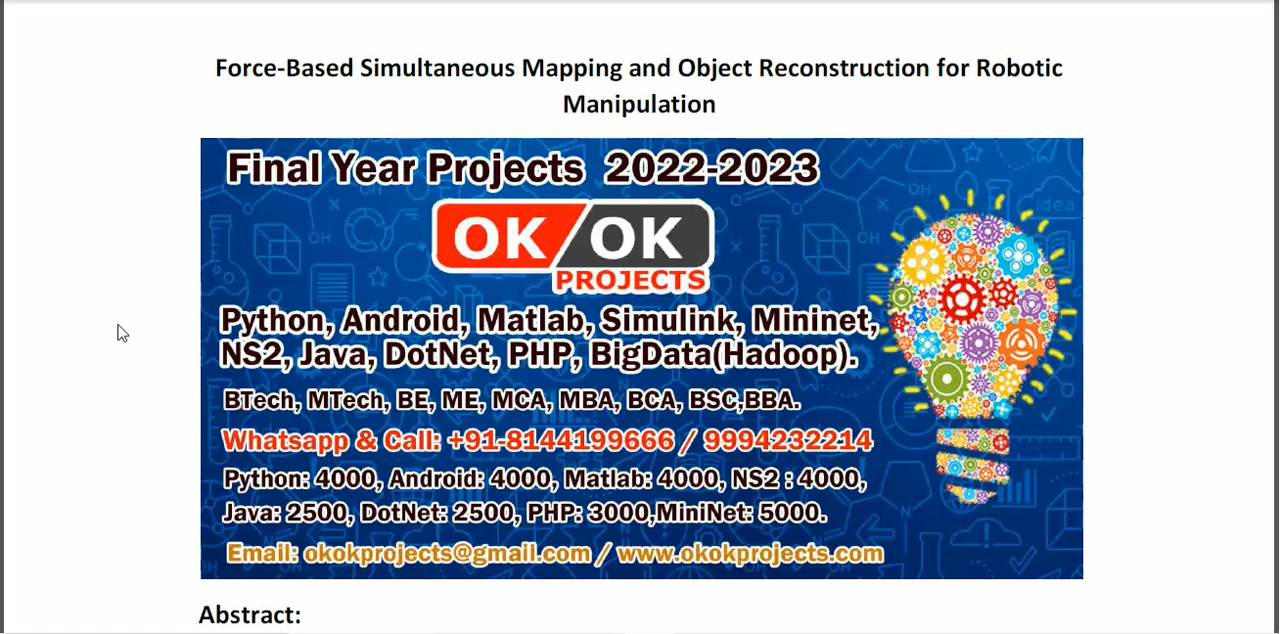 Force-Based Simultaneous Mapping and Object Reconstruction for Robotic
Manipulation
Final Year Projects 2022-2023
OK OK
PROJECTS
Python, Android, Matlab, Simulink, Mininet,
NS2, Java, DotNet, PHP, BigData(Hadoop).
BTech, MTech, BE, ME, MCA, MBA, BCA, BSC,BBA.
Whatsapp & Call: +91-8144199666 / 9994232214
Python: 4000, Android: 4000, Matlab: 4000, NS2 : 4000,
Java: 2500, DotNet: 2500, PHP: 3000,MiniNet: 5000.
Email: okokprojects@gmail.com / www.okokprojects.com
Abstract: